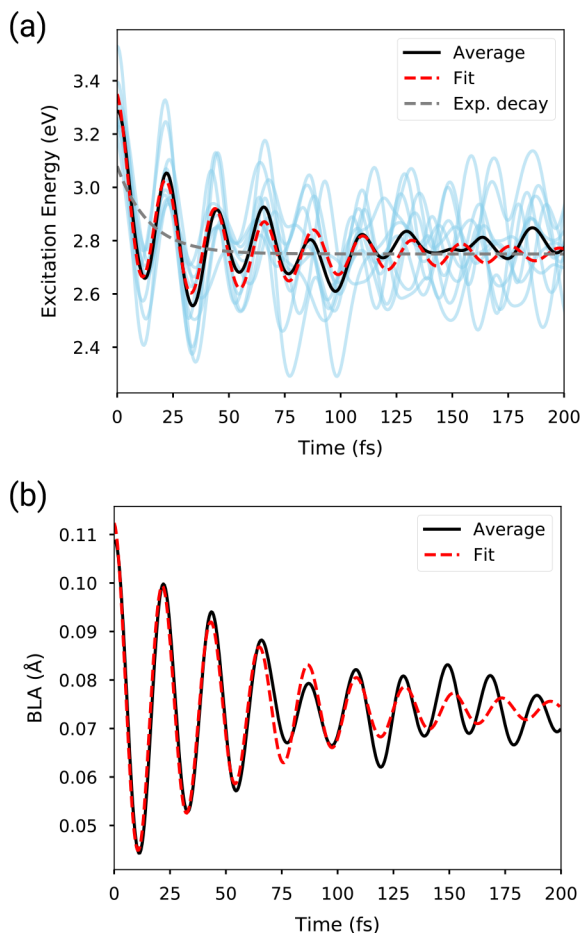 (a)
Average
Fit
Exp. decay
Excitation Energy (eV)
3.4
3.2
3.0
2.8
2.6
2.4
0 25 50 75 100 125 150 175 200
Time (fs)
(b)
Average
Fit
BLA (Å)
0.11
0.10
0.09
0.08
0.07
0.06
0.05
0 25 50 75 100 125 150 175 200
Time (fs)